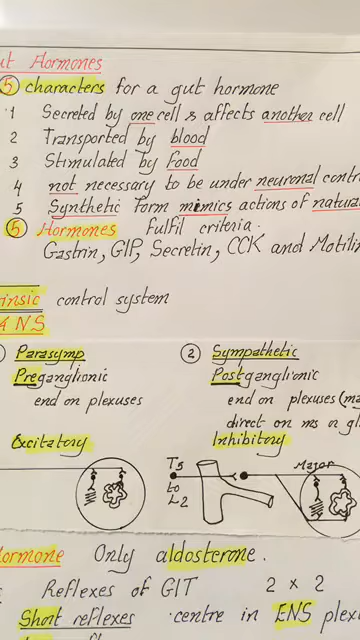 ut Hormones
5 characters for a gut hormone
1 Secreted by one cell & affects another cell
2 Transported by blood
3 Stimulated by Food
4 not necessary to be under neuronal contr
5 Synthetic form mimics actions of natura
5 Hormones Fulfil criteria.
Gastrin, GIP, Secretin, CCK and Motilin
insic control system
ANS
Parasymp
Preganglionic
end on plexuses
Excitatory
2 Sympathetic
Postganglionic
end on plexuses (ma
direct on ms or gl
Inhibitory
T5
to
L2
Major
Hormone Only aldosterone.
Reflexes of GIT 2 x 2
Short reflexes centre in ENS plex